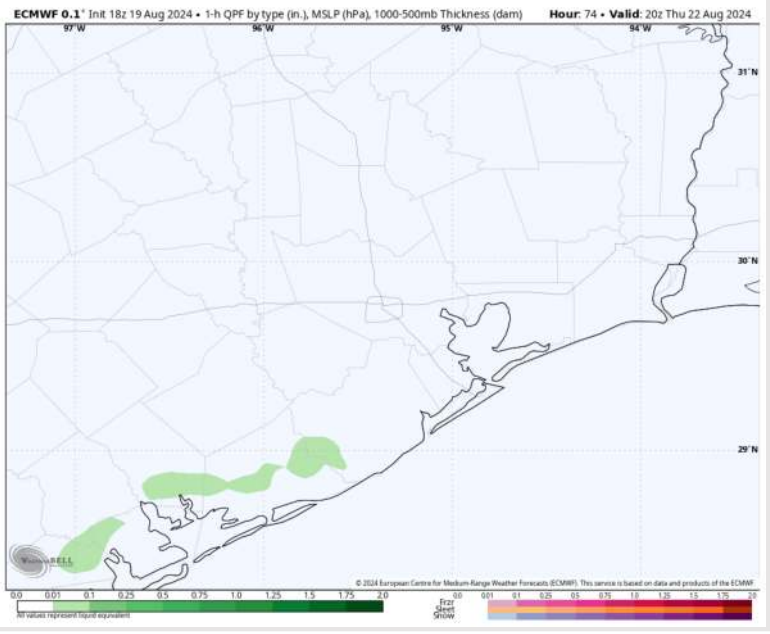 ECMWF 0.1° Init 18z 19 Aug 2024 • 1-h QPF by type (in.), MSLP (hPa), 1000-500mb Thickness (dam) Hour: 74 • Valid: 20z Thu 22 Aug 2024
97°W 96°W 95°W 94°W
31°N
30°N
29°N
WEATHERBELL
© 2024 European Centre for Medium-Range Weather Forecasts (ECMWF). This service is based on data and products of the ECMWF
0.0 0.01 0.1 0.25 0.5 0.75 1.0 1.25 1.5 1.75 2.0 0.0 0.01 0.1 0.25 0.5 0.75 1.0 1.25 1.5 1.75 2.0
Frzr
Sleet
Snow
All values represent liquid equivalent